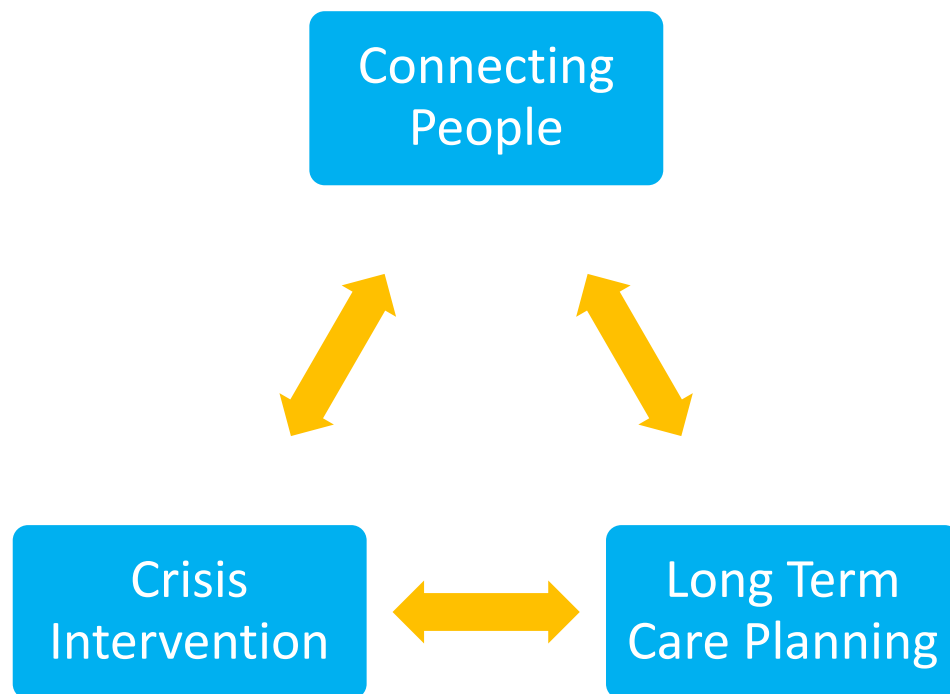 Connecting
People
Crisis
Intervention
Long Term
Care Planning